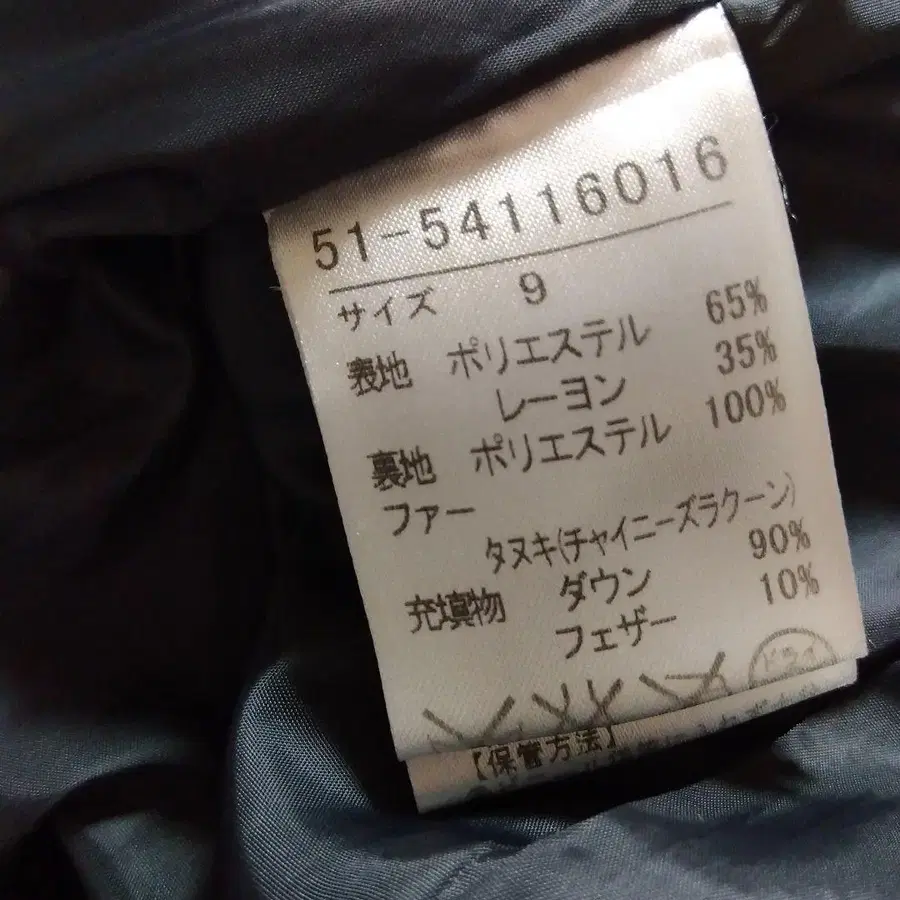 51-54116016
サイズ 9
表地 ポリエステル 65%
レーヨン 35%
裏地 ポリエステル 100%
ファー
タヌキ(チャイニーズラクーン)
充填物 ダウン 90%
フェザー 10%
ドライ
【保管方法】